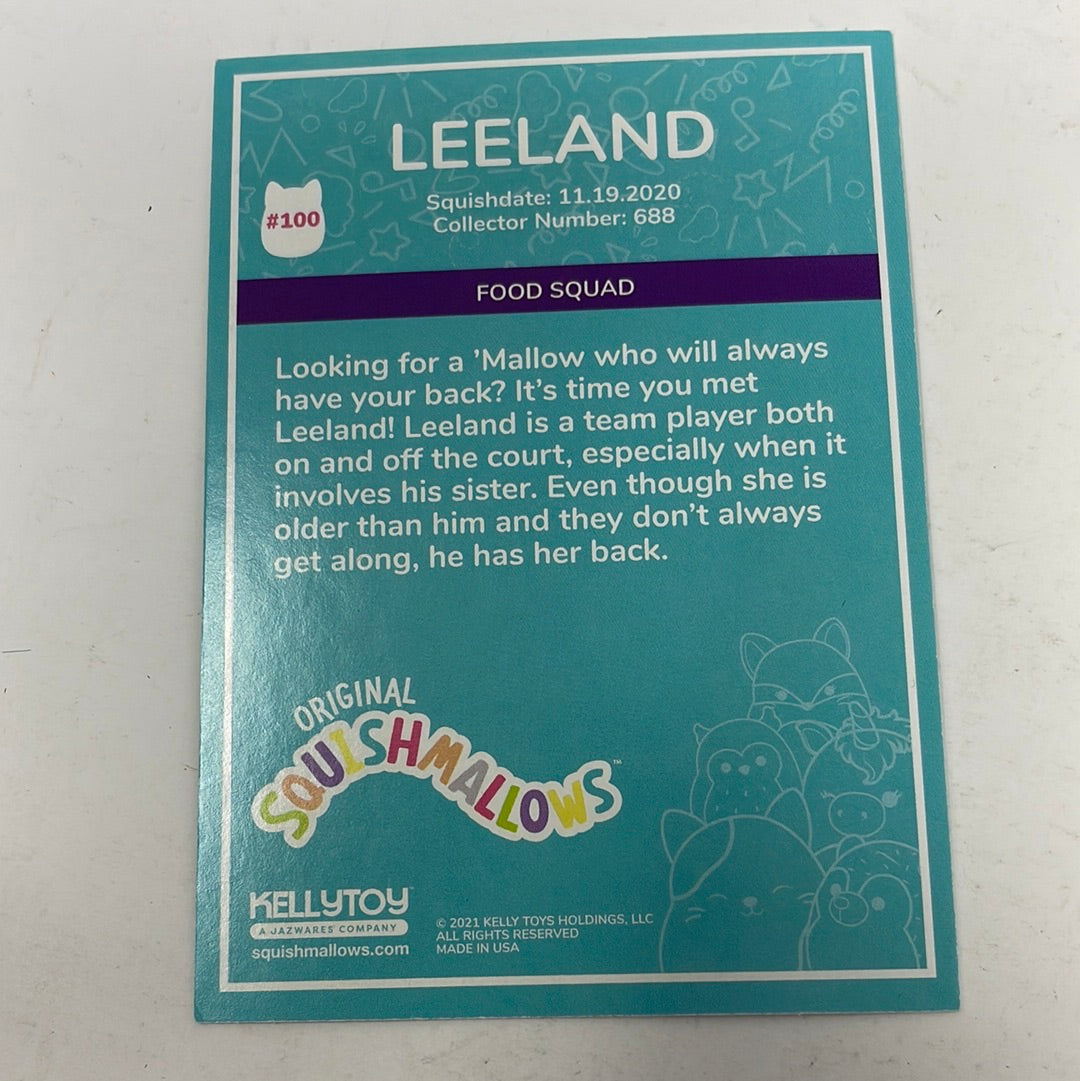 LEELAND
Squishdate: 11.19.2020
Collector Number: 688
#100
FOOD SQUAD
Looking for a ’Mallow who will always
have your back? It’s time you met
Leeland! Leeland is a team player both
on and off the court, especially when it
involves his sister. Even though she is
older than him and they don’t always
get along, he has her back.
ORIGINAL
SQUISHMALLOWS™
KELLYTOY™
A JAZWARES COMPANY
squishmallows.com
© 2021 KELLY TOYS HOLDINGS, LLC
ALL RIGHTS RESERVED
MADE IN USA